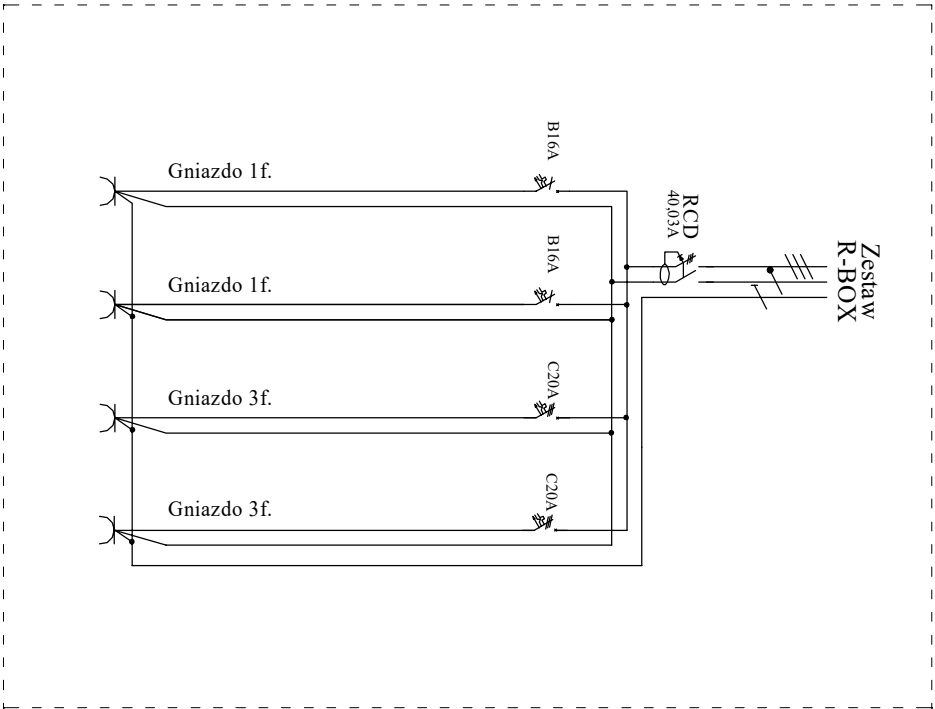 Zestaw
R-BOX
RCD
40,03A
B16A
Gniazdo 1f.
B16A
Gniazdo 1f.
C20A
Gniazdo 3f.
C20A
Gniazdo 3f.